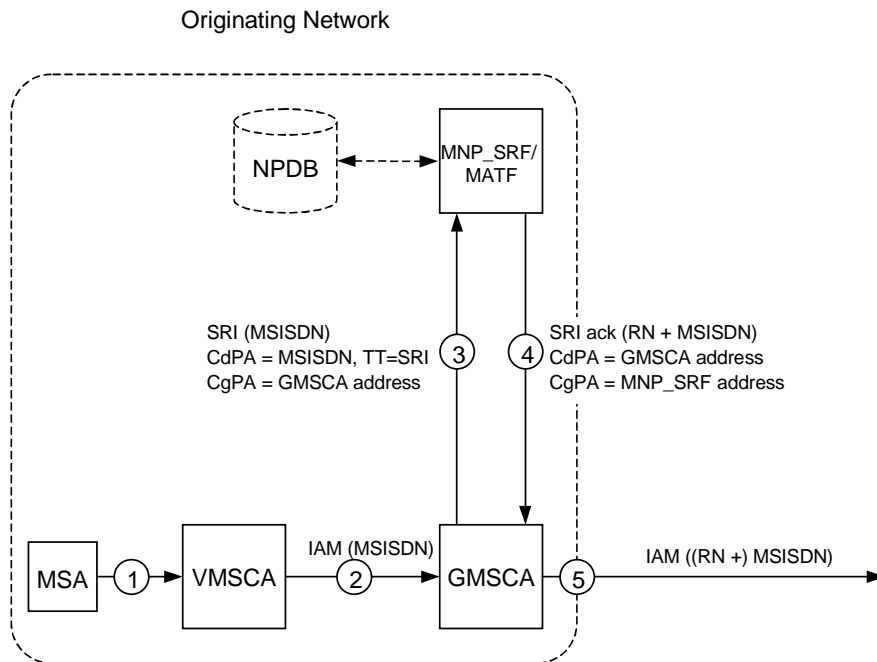 Originating Network
NPDB
MNP_SRF/
MATF
SRI (MSISDN)
CdPA = MSISDN, TT=SRI
CgPA = GMSCA address
3
4
SRI ack (RN + MSISDN)
CdPA = GMSCA address
CgPA = MNP_SRF address
MSA
1
VMSCA
IAM (MSISDN)
2
GMSCA
5
IAM ((RN +) MSISDN)